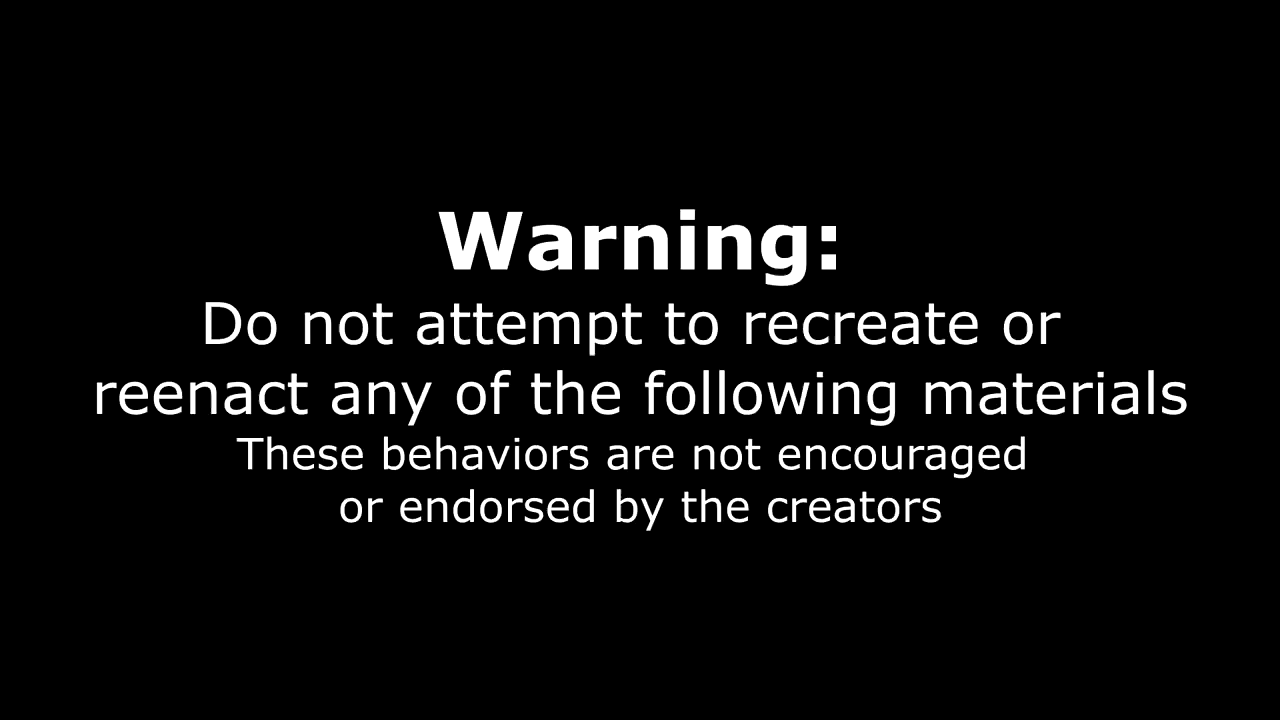 Warning:
Do not attempt to recreate or
reenact any of the following materials
These behaviors are not encouraged
or endorsed by the creators